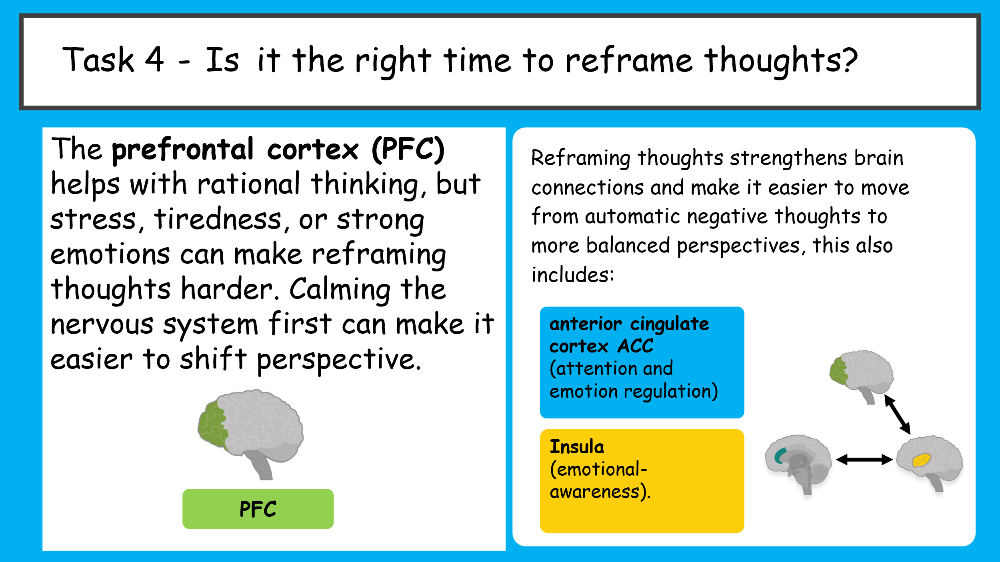 Task 4 - Is it the right time to reframe thoughts?
The prefrontal cortex (PFC)
helps with rational thinking, but
stress, tiredness, or strong
emotions can make reframing
thoughts harder. Calming the
nervous system first can make it
easier to shift perspective.
PFC
Reframing thoughts strengthens brain
connections and make it easier to move
from automatic negative thoughts to
more balanced perspectives, this also
includes:
anterior cingulate
cortex ACC
(attention and
emotion regulation)
Insula
(emotional-
awareness).